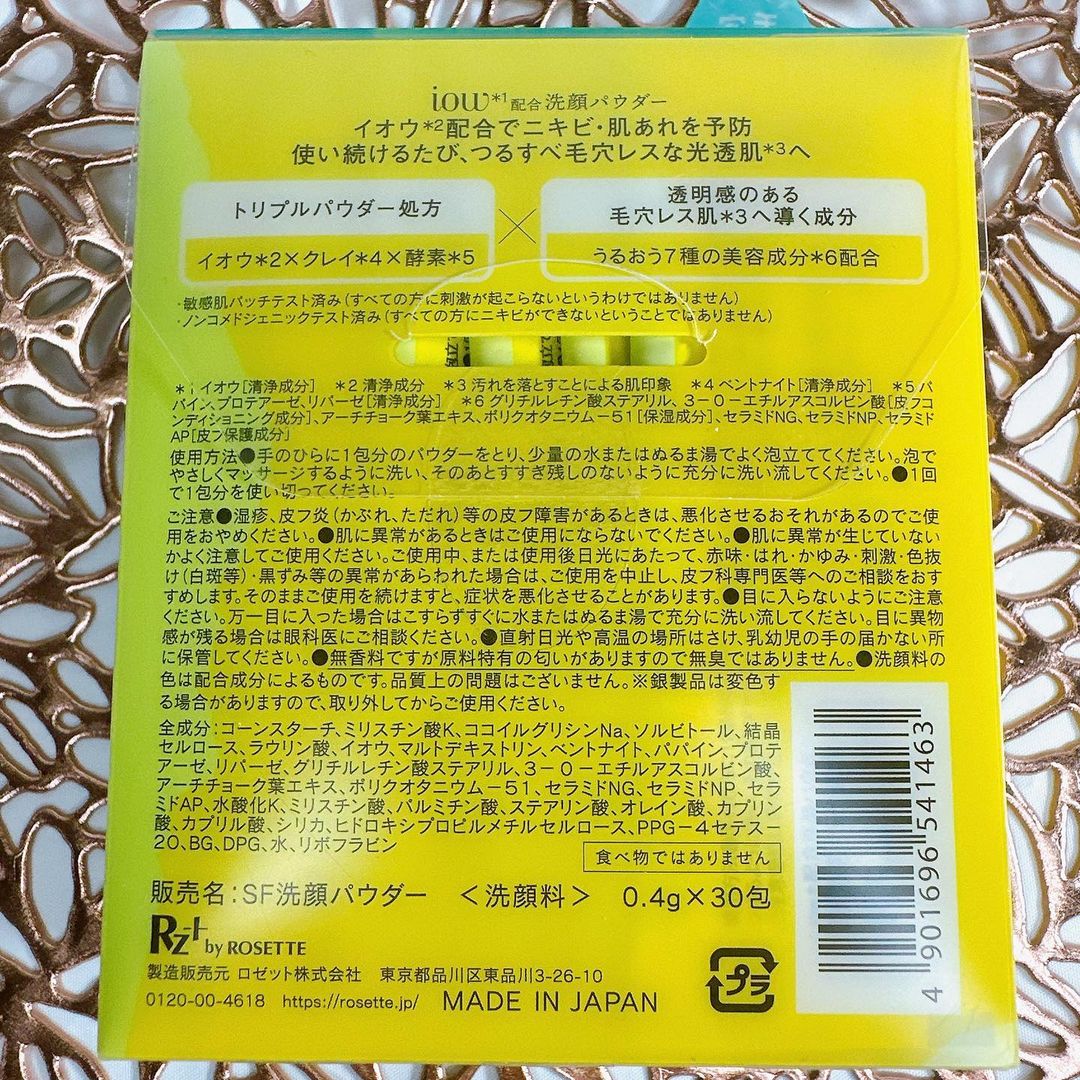 iow*1配合洗顔パウダー
イオウ*2配合でニキビ・肌あれを予防
使い続けるたび、つるすべ毛穴レスな光透肌*3へ
トリプルパウダー処方
イオウ*2×クレイ*4×酵素*5
×
透明感のある
毛穴レス肌*3へ導く成分
うるおう7種の美容成分*6配合
・敏感肌パッチテスト済み(すべての方に刺激が起こらないというわけではありません)
・ノンコメドジェニックテスト済み(すべての方にニキビができないということではありません)
*1 イオウ[清浄成分] *2 清浄成分 *3 汚れを落とすことによる肌印象 *4 ベントナイト[清浄成分] *5 パ
パイン、プロテアーゼ、リパーゼ[清浄成分] *6 グリチルレチン酸ステアリル、3-O-エチルアスコルビン酸[皮フコ
ンディショニング成分]、アーチチョーク葉エキス、ポリクオタニウム-51[保湿成分]、セラミドNG、セラミドNP、セラミド
AP[皮フ保護成分]
使用方法●手のひらに1包分のパウダーをとり、少量の水またはぬるま湯でよく泡立ててください。泡で
やさしくマッサージするように洗い、そのあとすすぎ残しのないように充分に洗い流してください。●1回
で1包分を使い切ってください。
ご注意●湿疹、皮フ炎(かぶれ、ただれ)等の皮フ障害があるときは、悪化させるおそれがあるのでご使
用をおやめください。●肌に異常があるときはご使用にならないでください。●肌に異常が生じていない
かよく注意してご使用ください。ご使用中、または使用後日光にあたって、赤味・はれ・かゆみ・刺激・色抜
け(白斑等)・黒ずみ等の異常があらわれた場合は、ご使用を中止し、皮フ科専門医等へのご相談をおす
すめします。そのままご使用を続けますと、症状を悪化させることがあります。●目に入らないようにご注意
ください。万一目に入った場合はこすらずすぐに水またはぬるま湯で充分に洗い流してください。目に異物
感が残る場合は眼科医にご相談ください。●直射日光や高温の場所はさけ、乳幼児の手の届かない所
に保管してください。●無香料ですが原料特有の匂いがありますので無臭ではありません。●洗顔料の
色は配合成分によるものです。品質上の問題はございません。※銀製品は変色す
る場合がありますので、取り外してからご使用ください。
全成分:コーンスターチ、ミリスチン酸K、ココイルグリシンNa、ソルビトール、結晶
セルロース、ラウリン酸、イオウ、マルトデキストリン、ベントナイト、パパイン、プロテ
アーゼ、リパーゼ、グリチルレチン酸ステアリル、3-O-エチルアスコルビン酸、
アーチチョーク葉エキス、ポリクオタニウム-51、セラミドNG、セラミドNP、セラ
ミドAP、水酸化K、ミリスチン酸、パルミチン酸、ステアリン酸、オレイン酸、カプリン
酸、カプリル酸、シリカ、ヒドロキシプロピルメチルセルロース、PPG-4セテス-
20、BG、DPG、水、リボフラビン
食べ物ではありません
販売名:SF洗顔パウダー <洗顔料> 0.4g×30包
Rz+ by ROSETTE
製造販売元 ロゼット株式会社 東京都品川区東品川3-26-10
0120-00-4618 https://rosette.jp/ MADE IN JAPAN
プラ
4 901696 541463